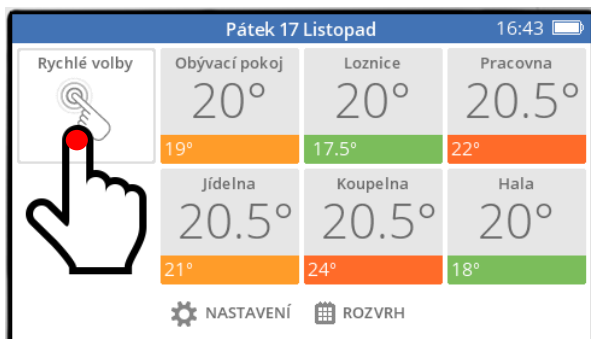 Pátek 17 Listopad 16:43
Rychlé volby
Obývací pokoj
20°
19°
Loznice
20°
17.5°
Pracovna
20.5°
22°
Jídelna
20.5°
21°
Koupelna
20.5°
24°
Hala
20°
18°
NASTAVENÍ
ROZVRH